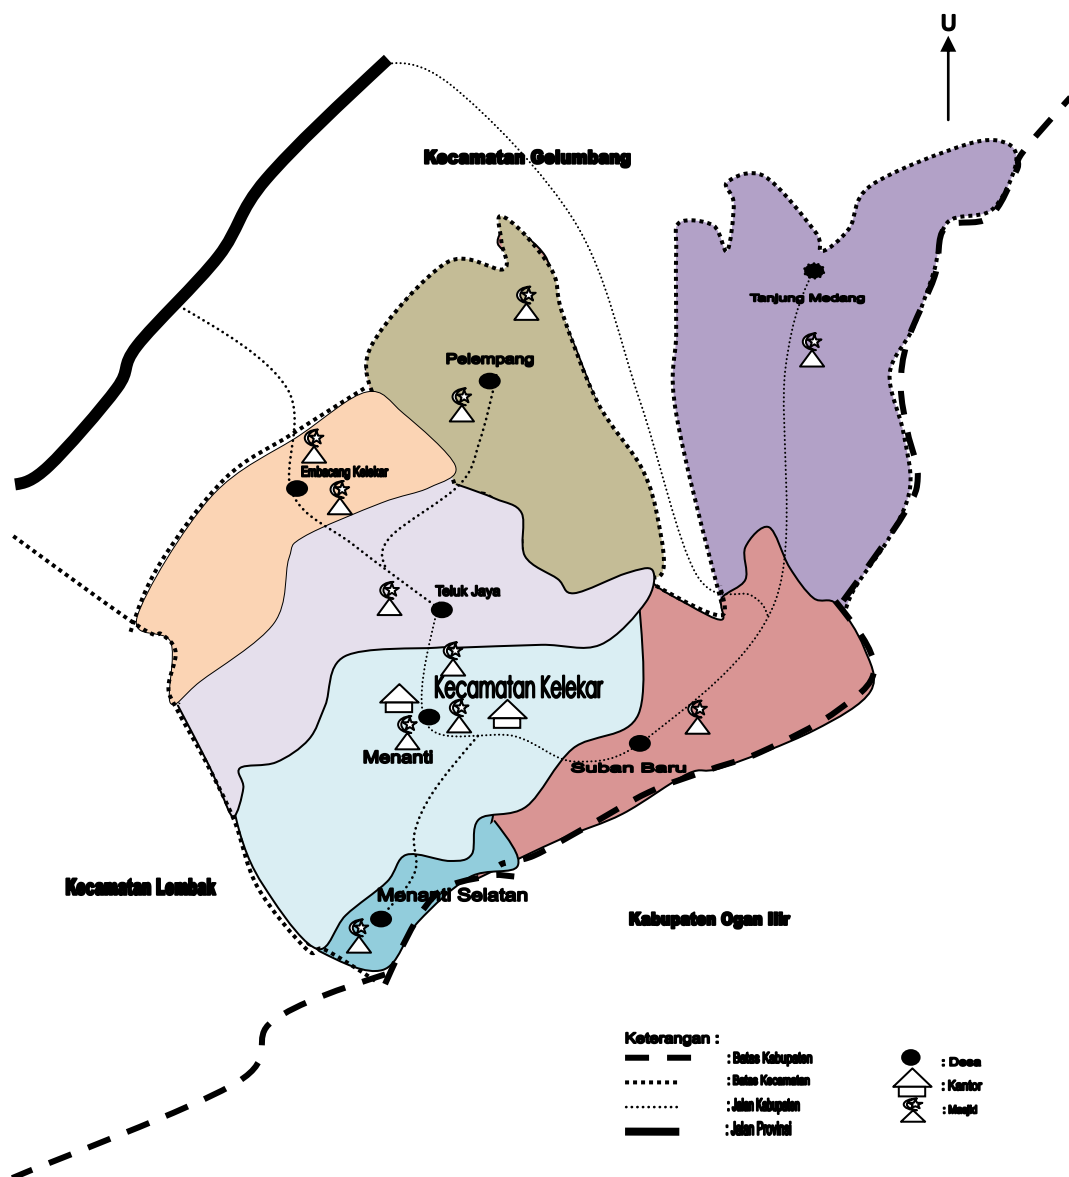 U
Kecamatan Gelumbang
Tanjung Medang
Pelempang
Embacang Kelekar
Teluk Jaya
Kecamatan Kelekar
Menanti
Suban Baru
Kecamatan Lembak
Menanti Selatan
Kabupaten Ogan Ilir
Keterangan :
: Batas Kabupaten
: Batas Kecamatan
: Jalan Kabupaten
: Jalan Provinsi
: Desa
: Kantor
: Masjid